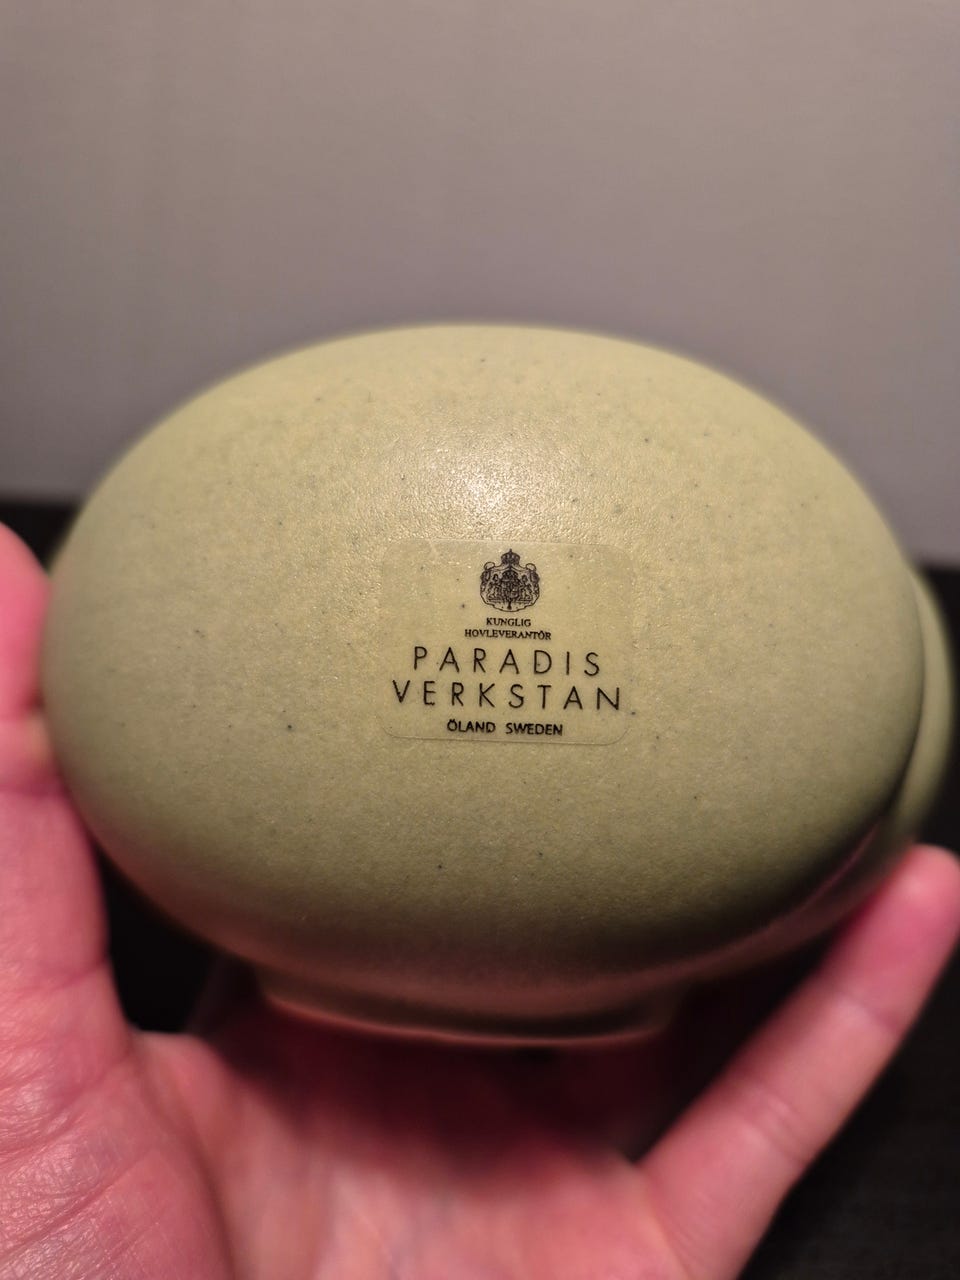 KUNGLIG
HOVLEVERANTÖR
PARADIS
VERKSTAN
ÖLAND SWEDEN